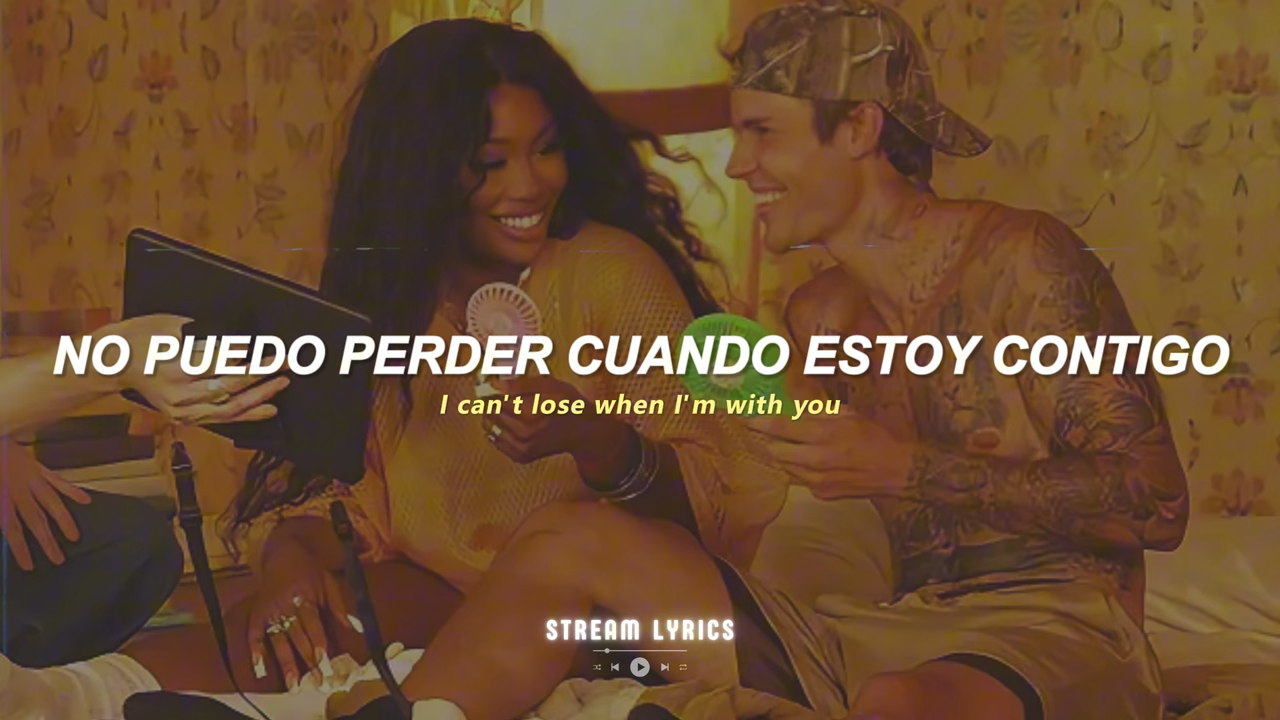 NO PUEDO PERDER CUANDO ESTOY CONTIGO
I can't lose when I'm with you
STREAM LYRICS